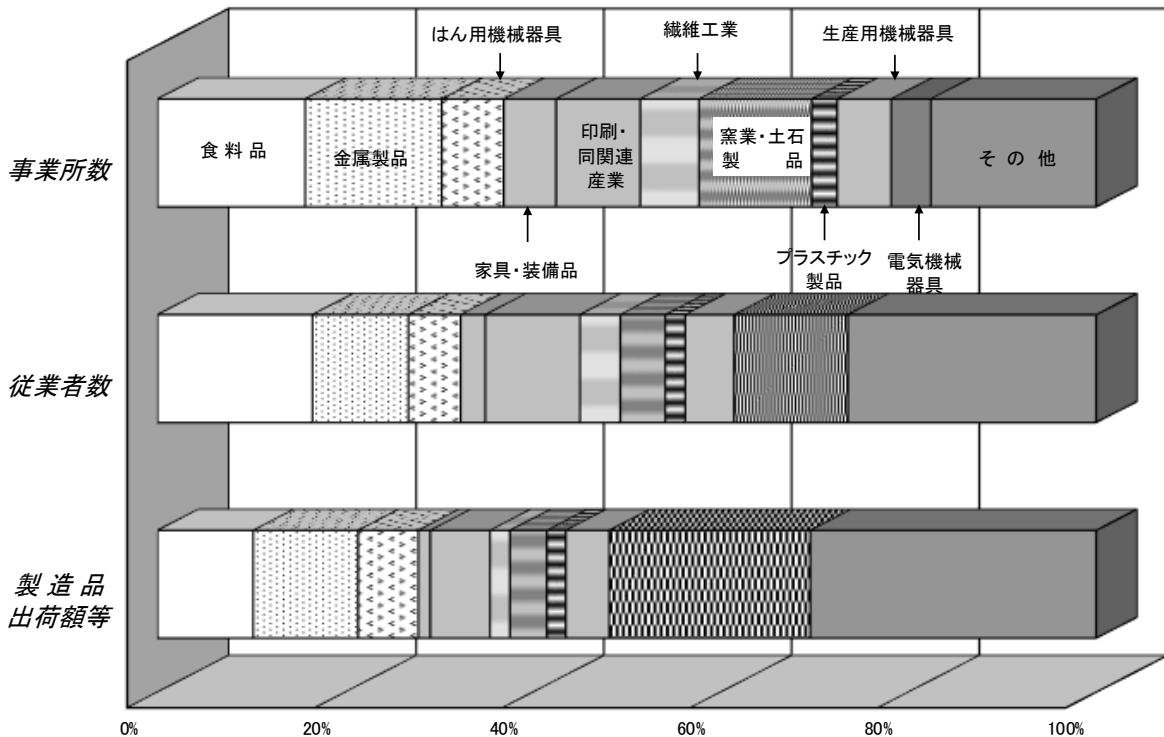 はん用機械器具
繊維工業
生産用機械器具
事業所数
食 料 品
金属製品
印刷・
同関連
産業
窯業・土石
製 品
そ の 他
家具・装備品
プラスチック
製品
電気機械
器具
従業者数
製 造 品
出荷額等
0%
20%
40%
60%
80%
100%